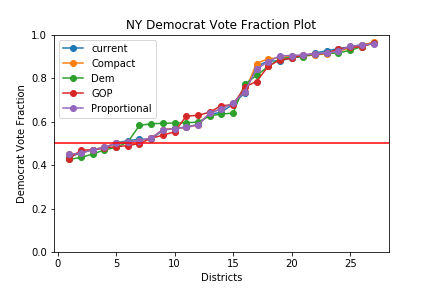 NY Democrat Vote Fraction Plot
current
Compact
Dem
GOP
Proportional
Democrat Vote Fraction
1.0
0.8
0.6
0.4
0.2
0.0
0 5 10 15 20 25
Districts